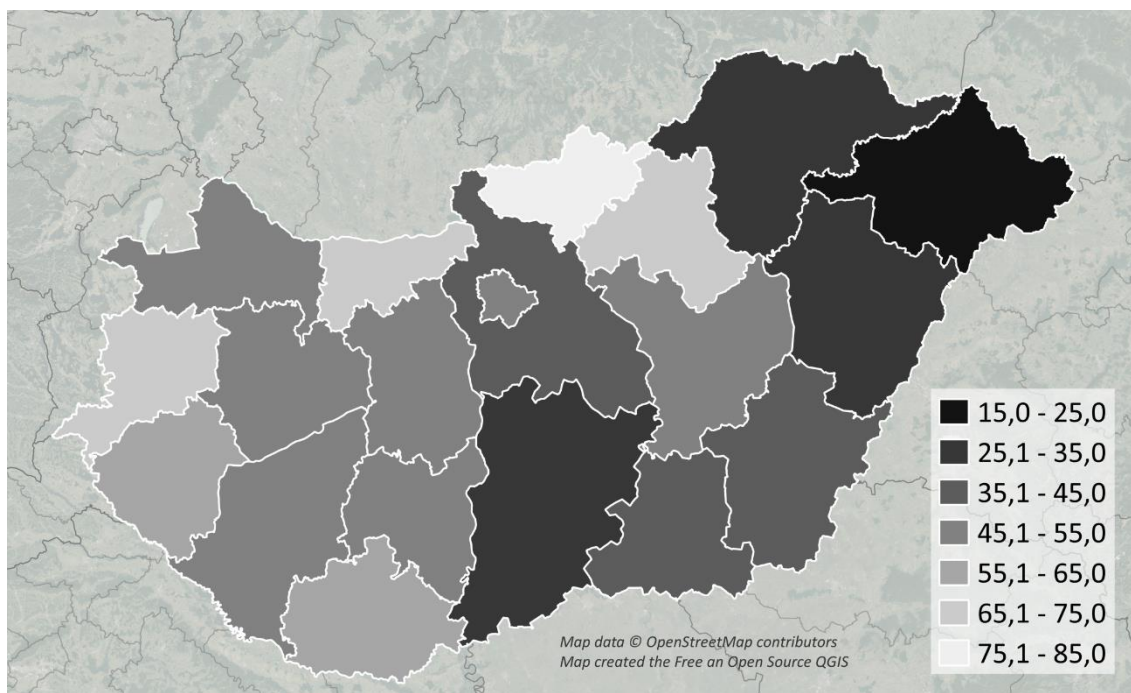 15,0 - 25,0
25,1 - 35,0
35,1 - 45,0
45,1 - 55,0
55,1 - 65,0
65,1 - 75,0
75,1 - 85,0
Map data © OpenStreetMap contributors
Map created the Free an Open Source QGIS